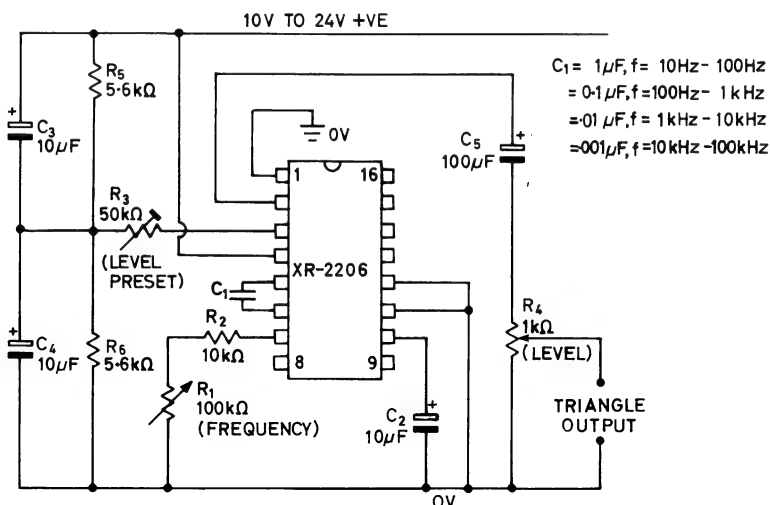 10V TO 24V +VE
C1 = 1µF, f = 10Hz - 100Hz
= 0·1µF, f = 100Hz - 1kHz
= ·01µF, f = 1kHz - 10kHz
= ·001µF, f = 10kHz - 100kHz
R5
5·6kΩ
+
C3
10µF
0V
+
C5
100µF
1
16
R3
50kΩ
(LEVEL
PRESET)
XR-2206
C1
+
C4
10µF
R6
5·6kΩ
R2
10kΩ
8
9
R4
1kΩ
(LEVEL)
R1
100kΩ
(FREQUENCY)
+
C2
10µF
TRIANGLE
OUTPUT
0V